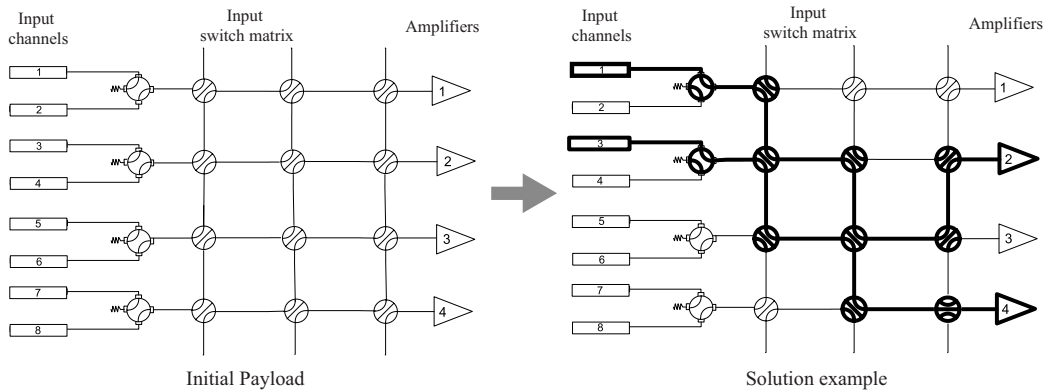 Input
channels
Input
switch matrix
Amplifiers
1
2
3
4
5
6
7
8
1
2
3
4
Initial Payload
Input
channels
Input
switch matrix
Amplifiers
1
2
3
4
5
6
7
8
1
2
3
4
Solution example